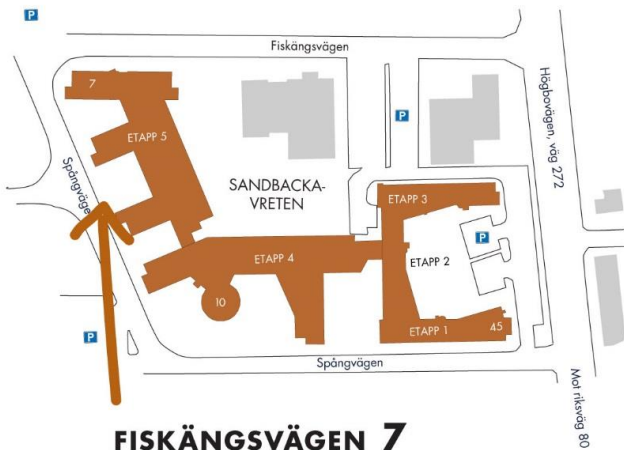 P
Fiskängsvägen
7
Högbovägen, väg 272
P
ETAPP 5
Spångvägen
SANDBACKA-
VRETEN
ETAPP 3
P
ETAPP 4
ETAPP 2
10
P
ETAPP 1
45
Spångvägen
Mot riksväg 80
FISKÄNGSVÄGEN 7